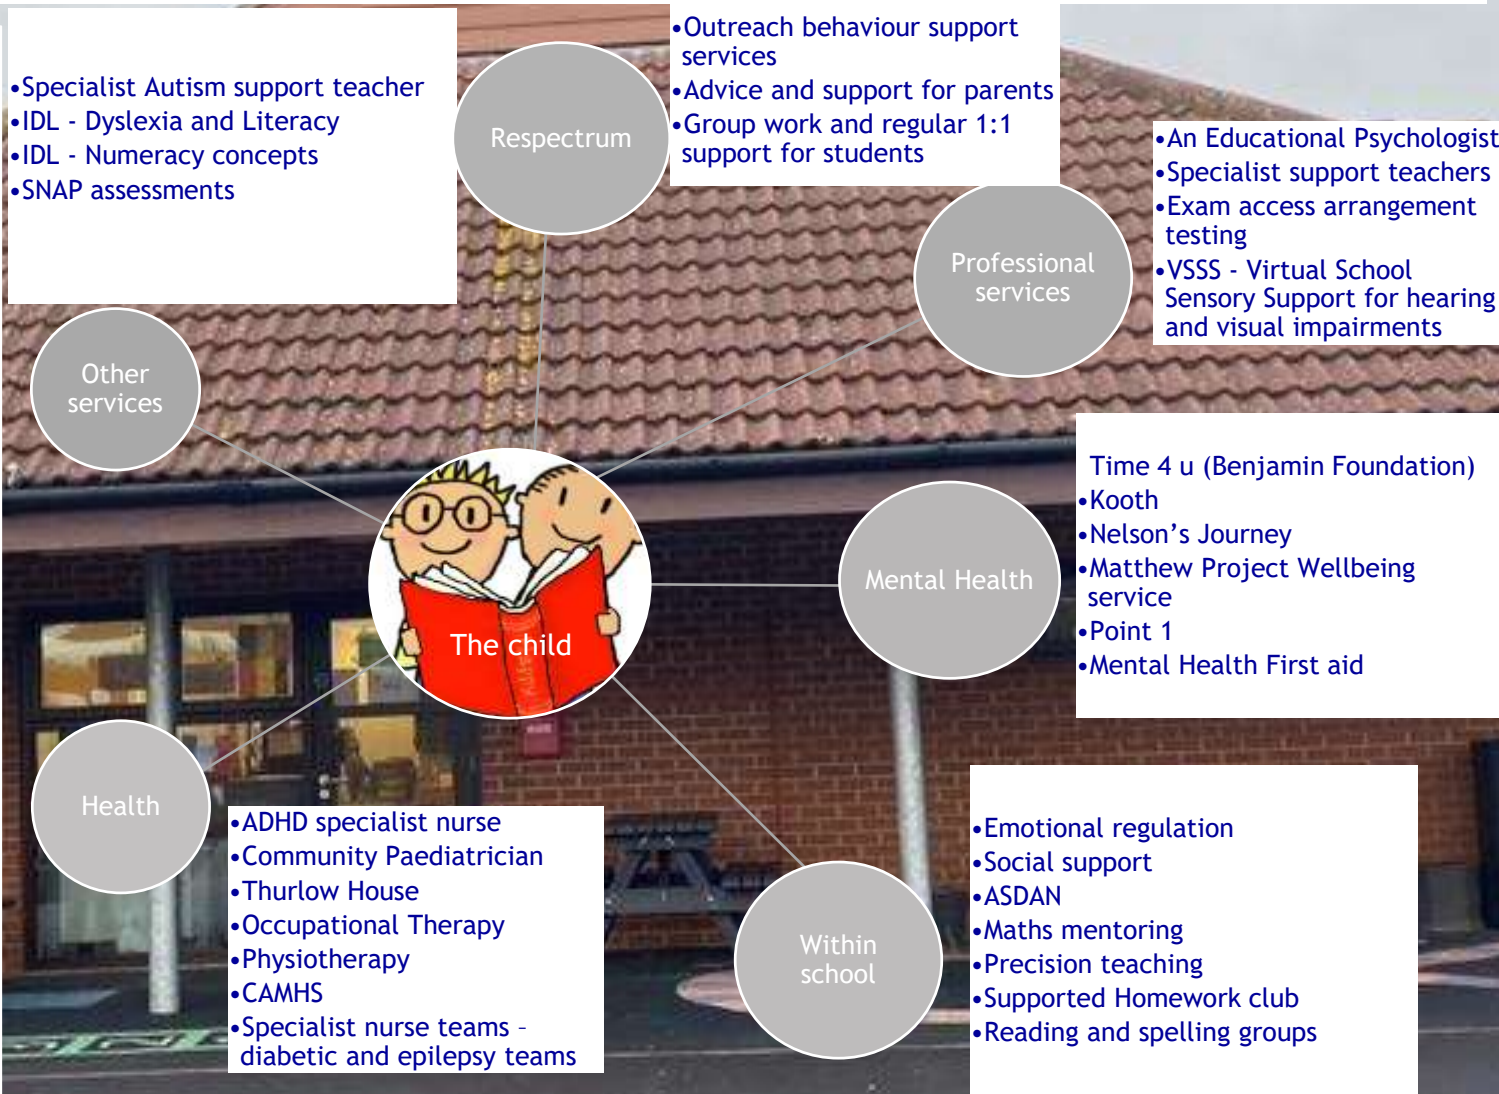 •Specialist Autism support teacher
•IDL - Dyslexia and Literacy
•IDL - Numeracy concepts
•SNAP assessments
Respectrum
•Outreach behaviour support
services
•Advice and support for parents
•Group work and regular 1:1
support for students
Professional
services
•An Educational Psychologist
•Specialist support teachers
•Exam access arrangement
testing
•VSSS - Virtual School
Sensory Support for hearing
and visual impairments
Other
services
The child
Mental Health
Time 4 u (Benjamin Foundation)
•Kooth
•Nelson’s Journey
•Matthew Project Wellbeing
service
•Point 1
•Mental Health First aid
Health
•ADHD specialist nurse
•Community Paediatrician
•Thurlow House
•Occupational Therapy
•Physiotherapy
•CAMHS
•Specialist nurse teams –
diabetic and epilepsy teams
Within
school
•Emotional regulation
•Social support
•ASDAN
•Maths mentoring
•Precision teaching
•Supported Homework club
•Reading and spelling groups